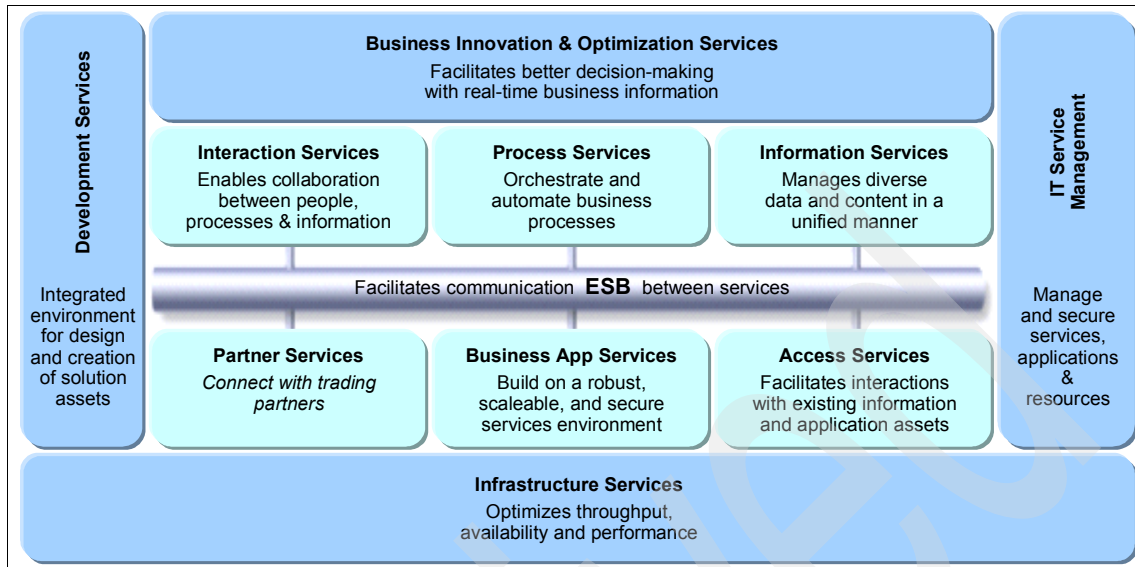 Business Innovation & Optimization Services
Facilitates better decision-making
with real-time business information
Development Services
Integrated
environment
for design
and creation
of solution
assets
Interaction Services
Enables collaboration
between people,
processes & information
Process Services
Orchestrate and
automate business
processes
Information Services
Manages diverse
data and content in a
unified manner
Facilitates communication ESB between services
Partner Services
Connect with trading
partners
Business App Services
Build on a robust,
scaleable, and secure
services environment
Access Services
Facilitates interactions
with existing information
and application assets
IT Service
Management
Manage
and secure
services,
applications
&
resources
Infrastructure Services
Optimizes throughput,
availability and performance